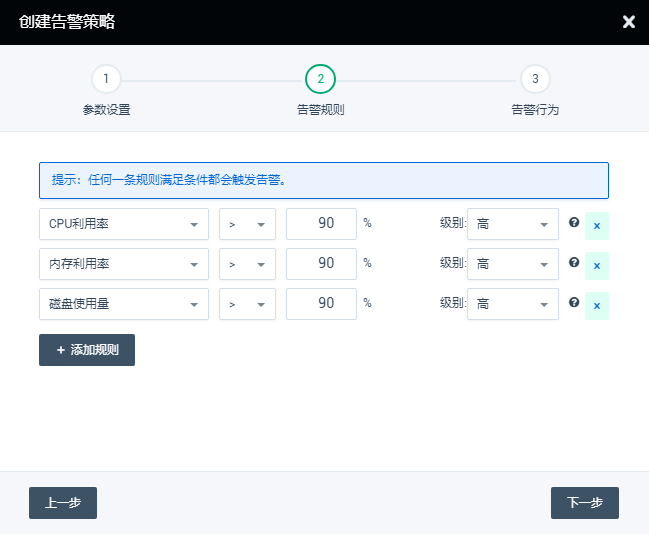 创建告警策略
1 2 3
参数设置 告警规则 告警行为
提示：任何一条规则满足条件都会触发告警。
CPU利用率 > 90 % 级别: 高
内存利用率 > 90 % 级别: 高
磁盘使用量 > 90 % 级别: 高
+ 添加规则
上一步 下一步